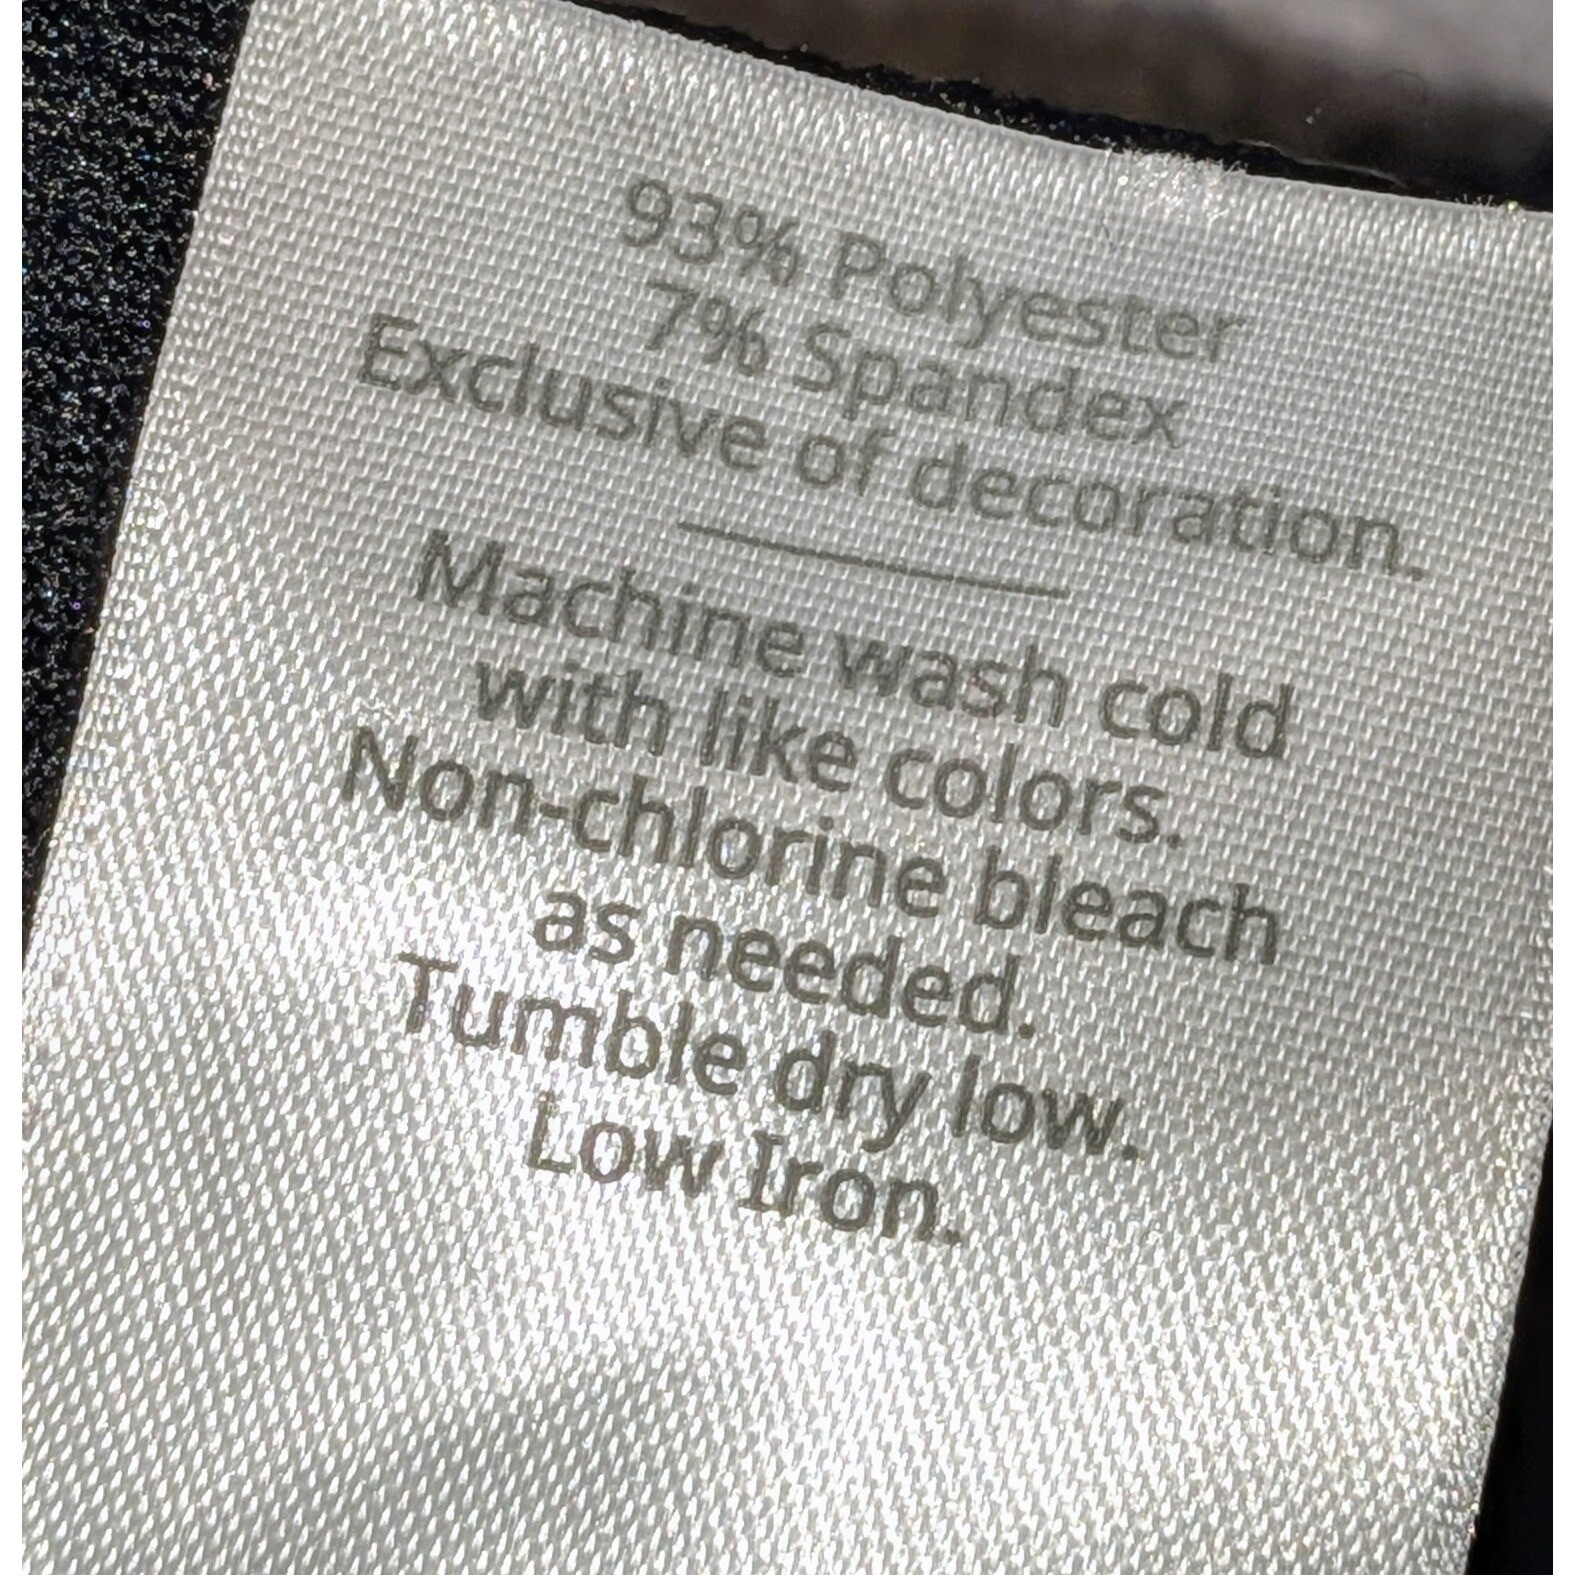 93% Polyester
7% Spandex
Exclusive of decoration.
Machine wash cold
with like colors.
Non-chlorine bleach
as needed.
Tumble dry low.
Low Iron.